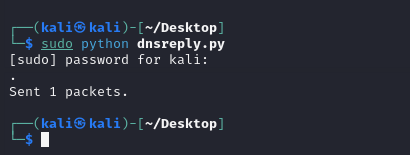 ┌──(kali㉿kali)-[~/Desktop]
└─$ sudo python dnsreply.py
[sudo] password for kali:
.
Sent 1 packets.
┌──(kali㉿kali)-[~/Desktop]
└─$